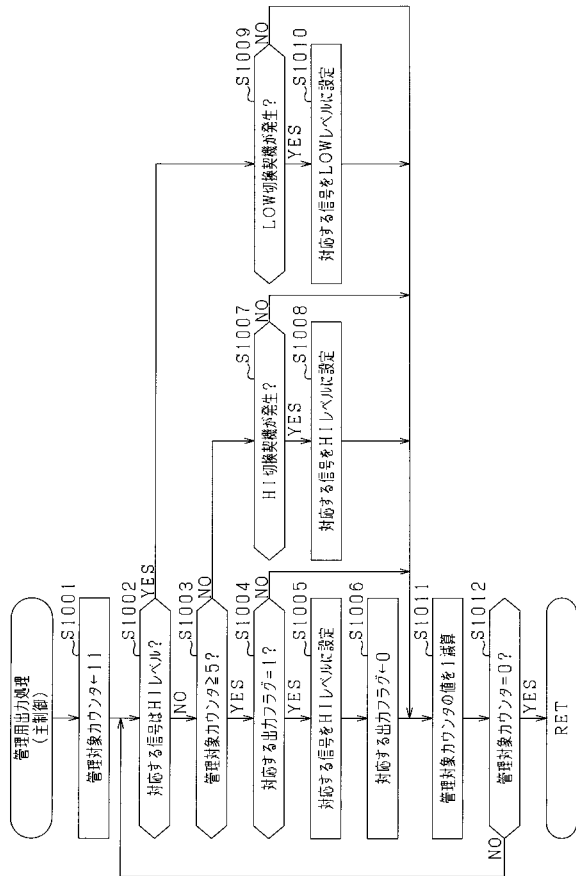 管理用出力処理
(主制御)
S1001
管理対象カウンタ←11
S1002
対応する信号はHIレベル?
YES
NO
S1003
管理対象カウンタ≧5?
NO
YES
S1004
対応する出力フラグ=1?
NO
YES
S1005
対応する信号をHIレベルに設定
S1006
対応する出力フラグ←0
S1007
HI切換契機が発生?
NO
YES
S1008
対応する信号をHIレベルに設定
S1009
LOW切換契機が発生?
NO
YES
S1010
対応する信号をLOWレベルに設定
S1011
管理対象カウンタの値を1減算
S1012
管理対象カウンタ=0?
NO
YES
RET